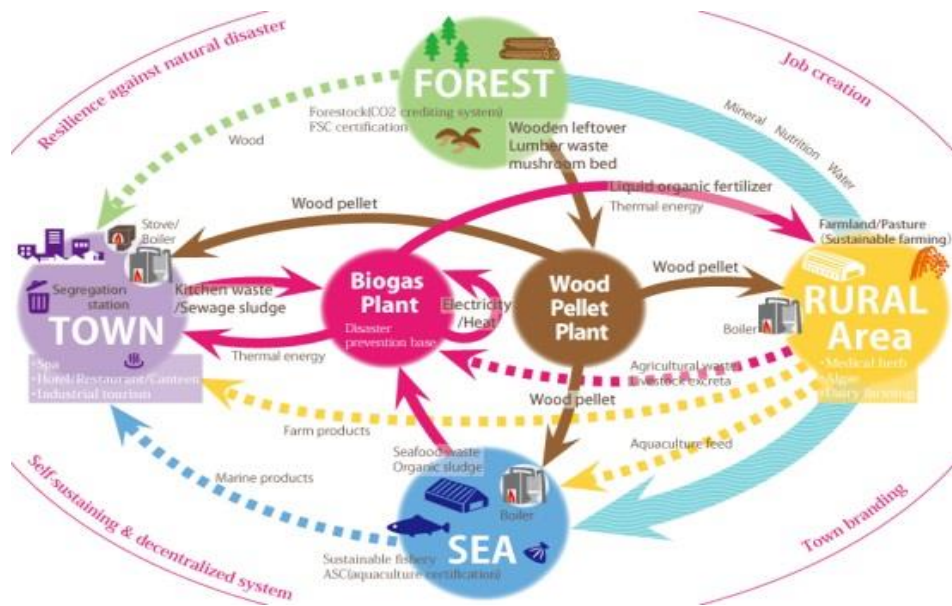 Resilience against natural disaster
Job creation
FOREST
Forestock(CO2 crediting system)
FSC certification
Wooden leftover
Lumber waste
mushroom bed
Wood
Mineral Nutrition Water
Wood pellet
Liquid organic fertilizer
Thermal energy
Farmland/Pasture
(Sustainable farming)
Stove/
Boiler
Segregation
station
TOWN
Kitchen waste
/Sewage sludge
Biogas
Plant
Disaster
prevention base
Electricity
/Heat
Wood
Pellet
Plant
Wood pellet
Boiler
RURAL
Area
•Medical herb
•Algae
•Dairy farming
Thermal energy
•Spa
•Hotel/Restaurant/Canteen
•Industrial tourism
Agricultural waste
Livestock excreta
Wood pellet
Farm products
Aquaculture feed
Seafood waste
Organic sludge
Marine products
Boiler
SEA
Sustainable fishery
ASC(aquaculture certification)
Self-sustaining & decentralized system
Town branding